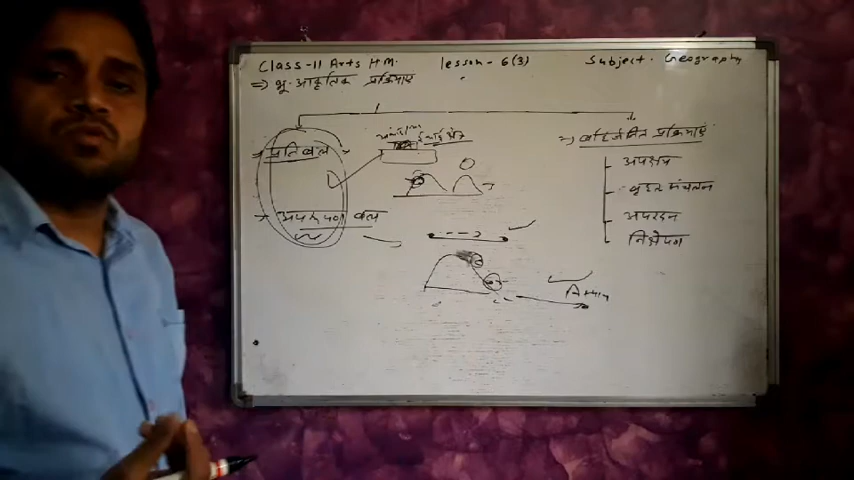 Class-11 Arts H.M. lesson-6(3) Subject. Geography
=> भू-आकृतिक प्रक्रियाएँ
→ प्रतिबल
→ अपरूपण बल
=> बहिर्जनिक प्रक्रियाएँ
अपक्षय
वृहत संचलन
अपरदन
निक्षेपण